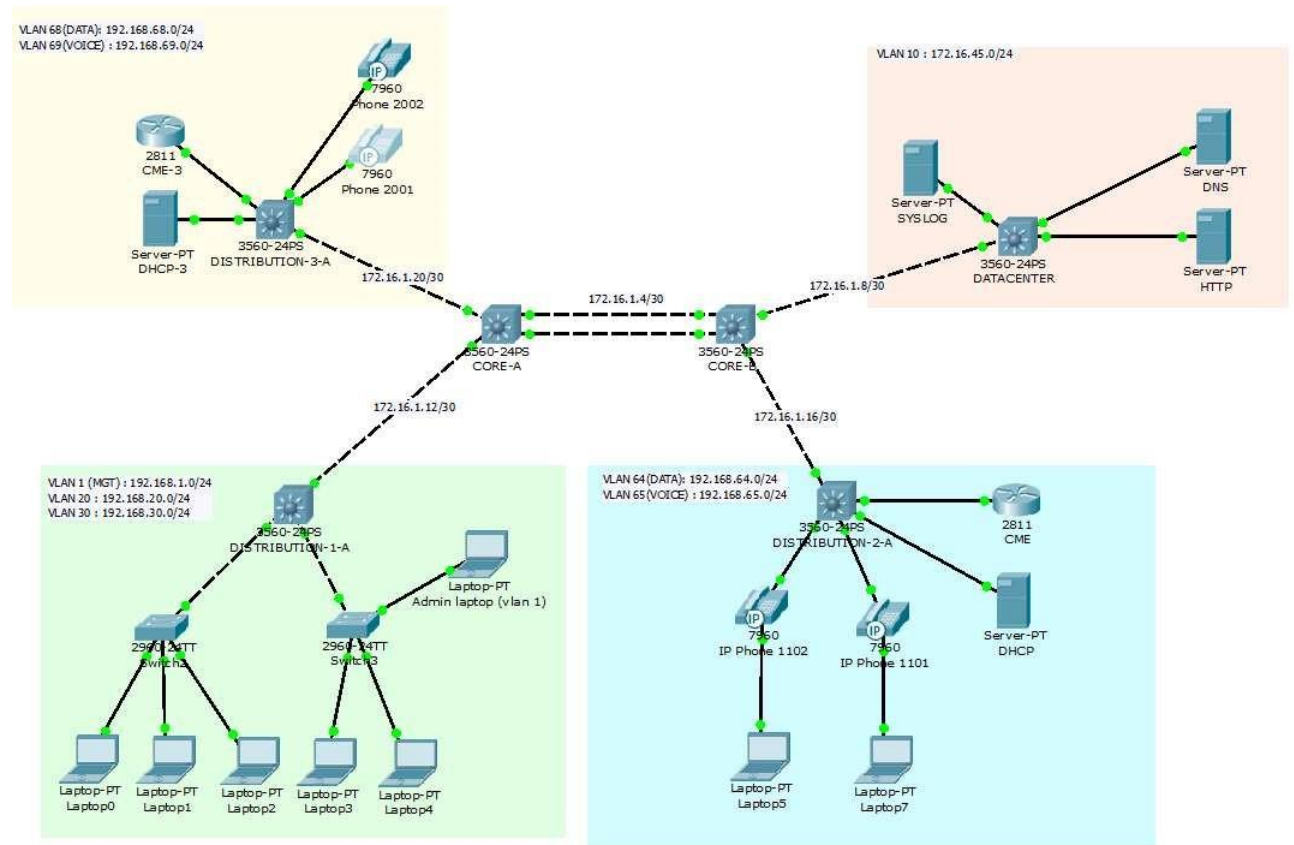 VLAN 68(DATA): 192.168.68.0/24
VLAN 69(VOICE) : 192.168.69.0/24
7960
Phone 2002
2811
CME-3
7960
Phone 2001
Server-PT
DHCP-3
3560-24PS
DISTRIBUTION-3-A
172.16.1.20/30
VLAN 10 : 172.16.45.0/24
Server-PT
SYSLOG
Server-PT
DNS
3560-24PS
DATACENTER
Server-PT
HTTP
172.16.1.4/30
172.16.1.8/30
3560-24PS
CORE-A
3560-24PS
CORE-B
172.16.1.12/30
172.16.1.16/30
VLAN 1 (MGT) : 192.168.1.0/24
VLAN 20 : 192.168.20.0/24
VLAN 30 : 192.168.30.0/24
3560-24PS
DISTRIBUTION-1-A
Laptop-PT
Admin laptop (vlan 1)
2960-24TT
Switch2
2960-24TT
Switch3
Laptop-PT
Laptop0
Laptop-PT
Laptop1
Laptop-PT
Laptop2
Laptop-PT
Laptop3
Laptop-PT
Laptop4
VLAN 64(DATA): 192.168.64.0/24
VLAN 65(VOICE) : 192.168.65.0/24
3560-24PS
DISTRIBUTION-2-A
2811
CME
IP
7960
IP Phone 1102
IP
7960
IP Phone 1101
Server-PT
DHCP
Laptop-PT
Laptop5
Laptop-PT
Laptop7
IP
IP